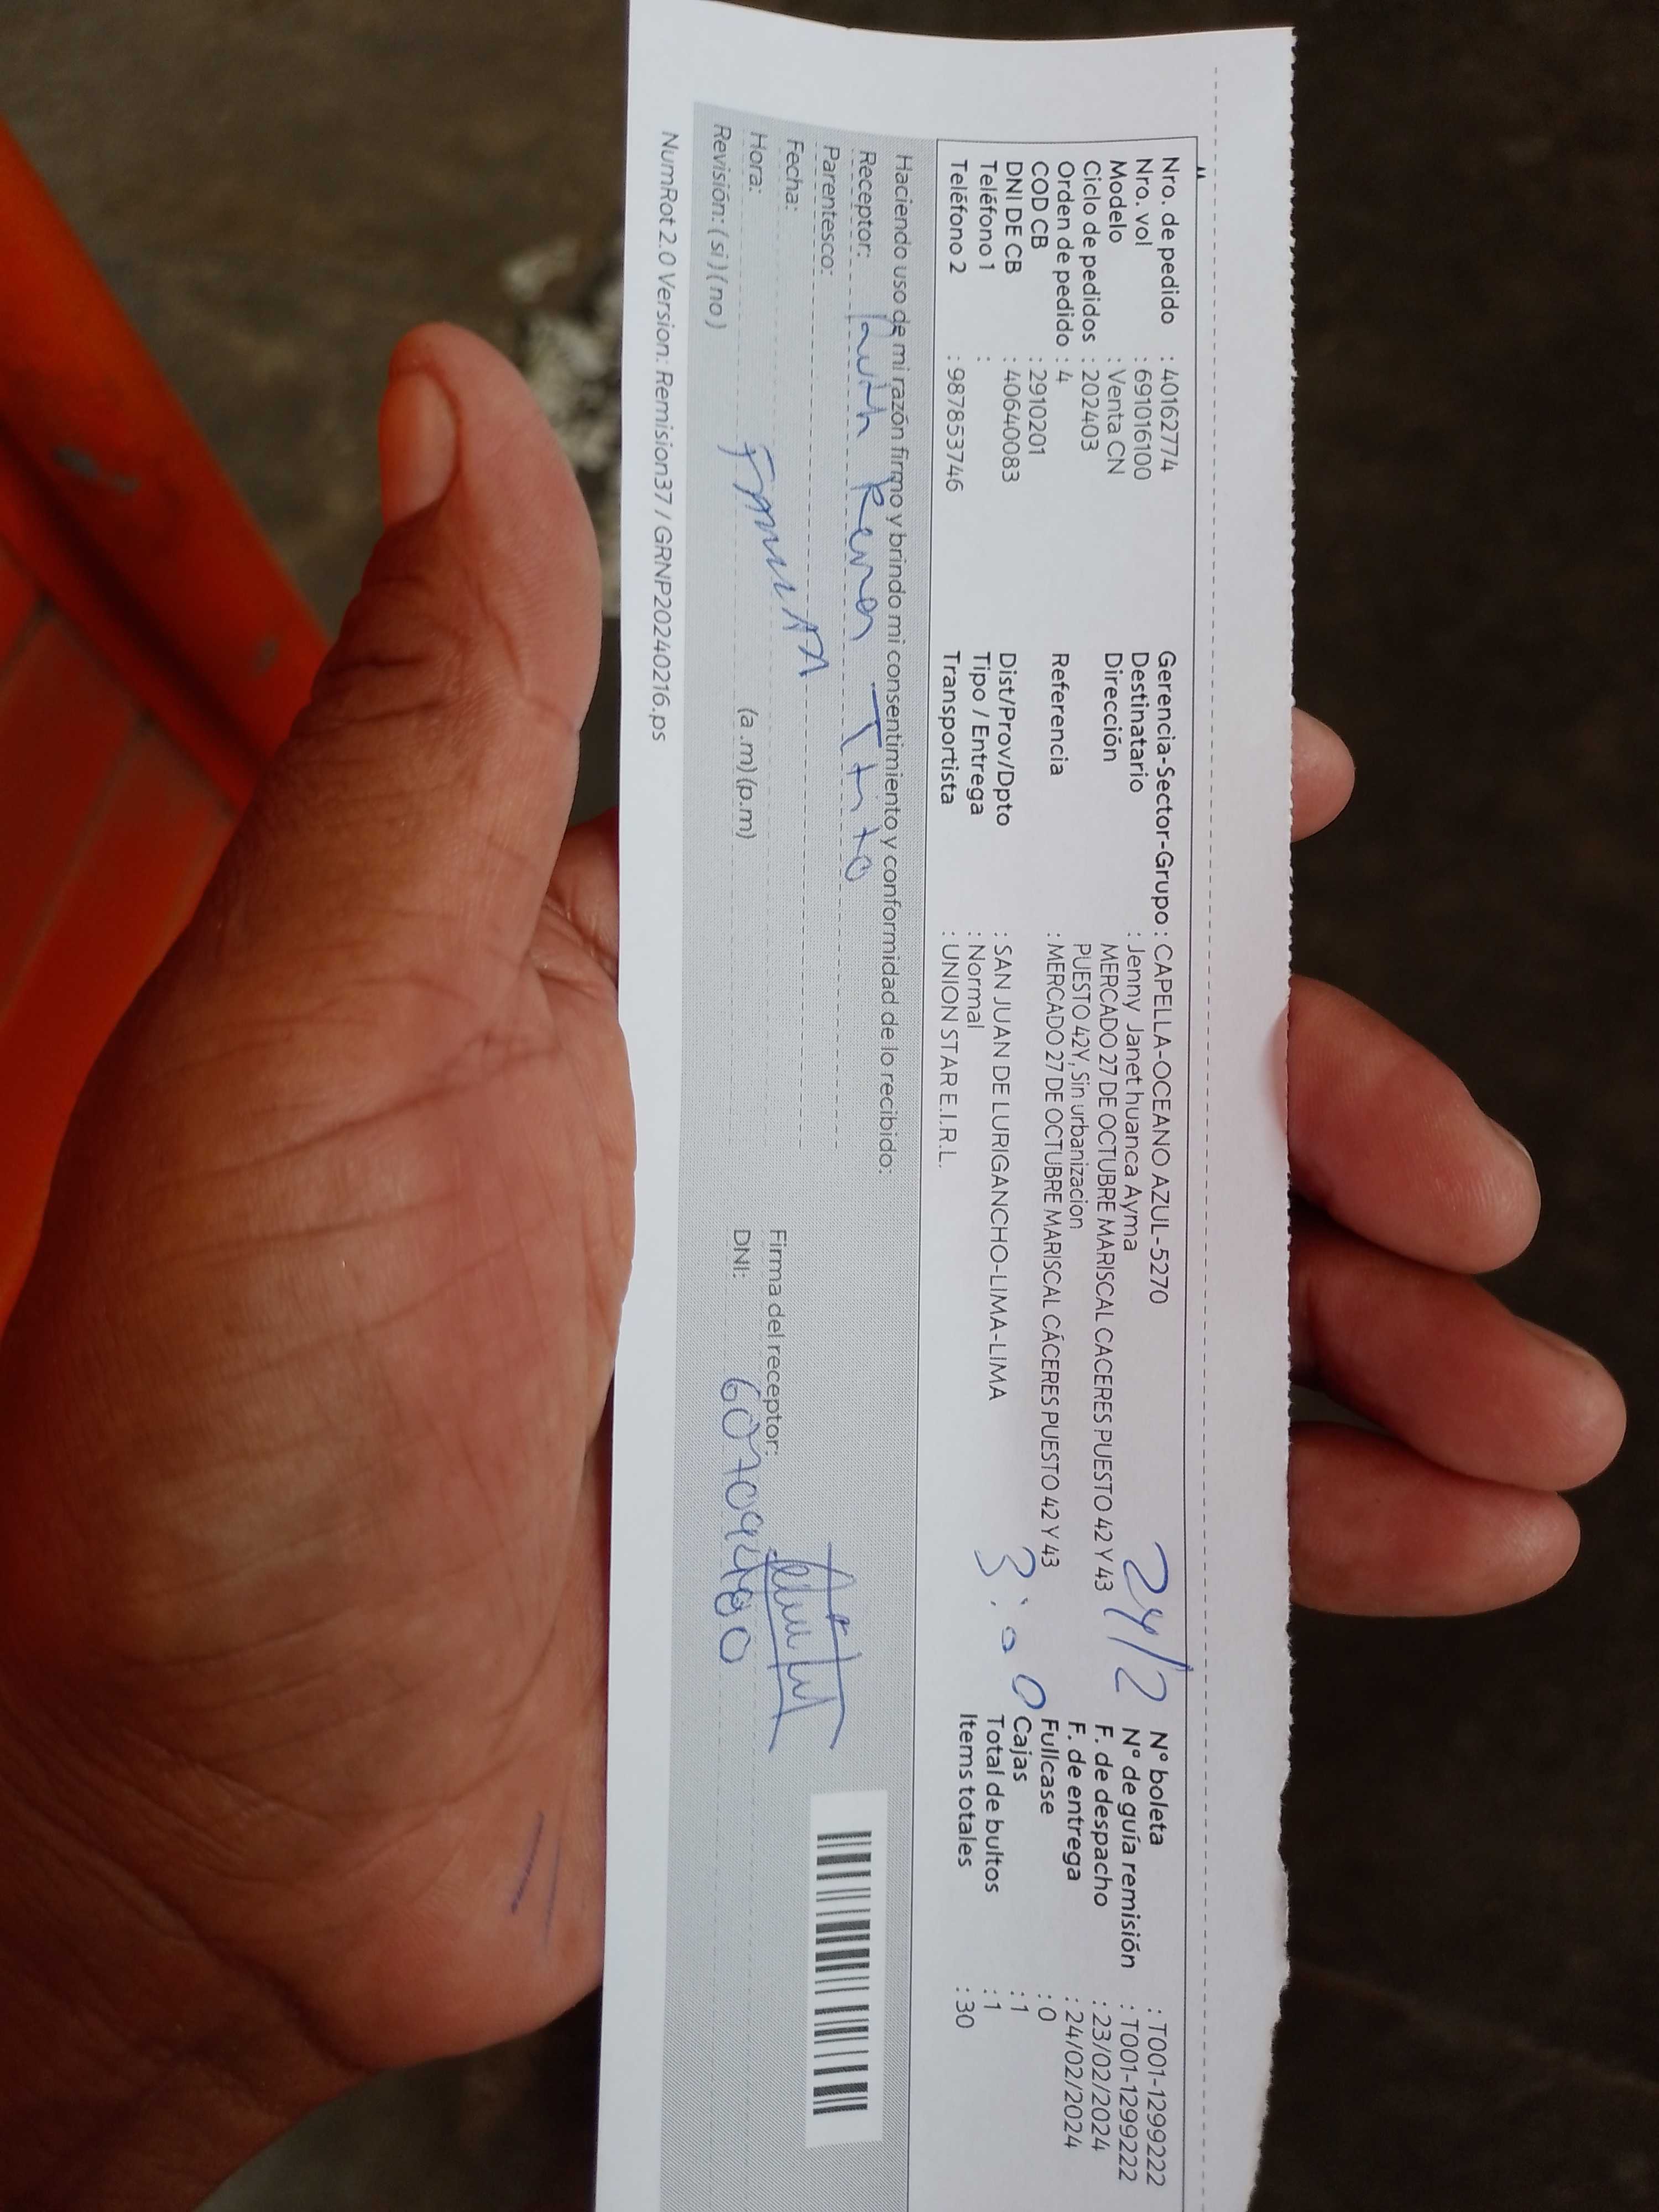 Nro. de pedido : 40162774
Nro. vol : 691016100
Modelo : Venta CN
Ciclo de pedidos : 202403
Orden de pedido : 4
COD CB : 2910201
DNI DE CB : 40640083
Teléfono 1 :
Teléfono 2 : 987853746
Gerencia-Sector-Grupo : CAPELLA-OCEANO AZUL-5270
Destinatario : Jenny Janet huanca Ayma
Dirección MERCADO 27 DE OCTUBRE MARISCAL CACERES PUESTO 42 Y 43
PUESTO 42Y, Sin urbanizacion
Referencia : MERCADO 27 DE OCTUBRE MARISCAL CÁCERES PUESTO 42 Y 43
Dist/Prov/Dpto : SAN JUAN DE LURIGANCHO-LIMA-LIMA
Tipo / Entrega : Normal
Transportista : UNION STAR E.I.R.L.
24/2
3:00
N° boleta : T001-1299222
N° de guía remisión : T001-1299222
F. de despacho : 23/02/2024
F. de entrega : 24/02/2024
Fullcase : 0
Cajas : 1
Total de bultos : 1
Items totales : 30
Haciendo uso de mi razón firmo y brindo mi consentimiento y conformidad de lo recibido:
Receptor: Ruth
Parentesco:
Fecha:
Hora: (a .m) (p.m)
Revisión: ( si ) ( no )
Firma del receptor:
DNI:
NumRot 2.0 Version: Remision37 / GRNP20240216.ps